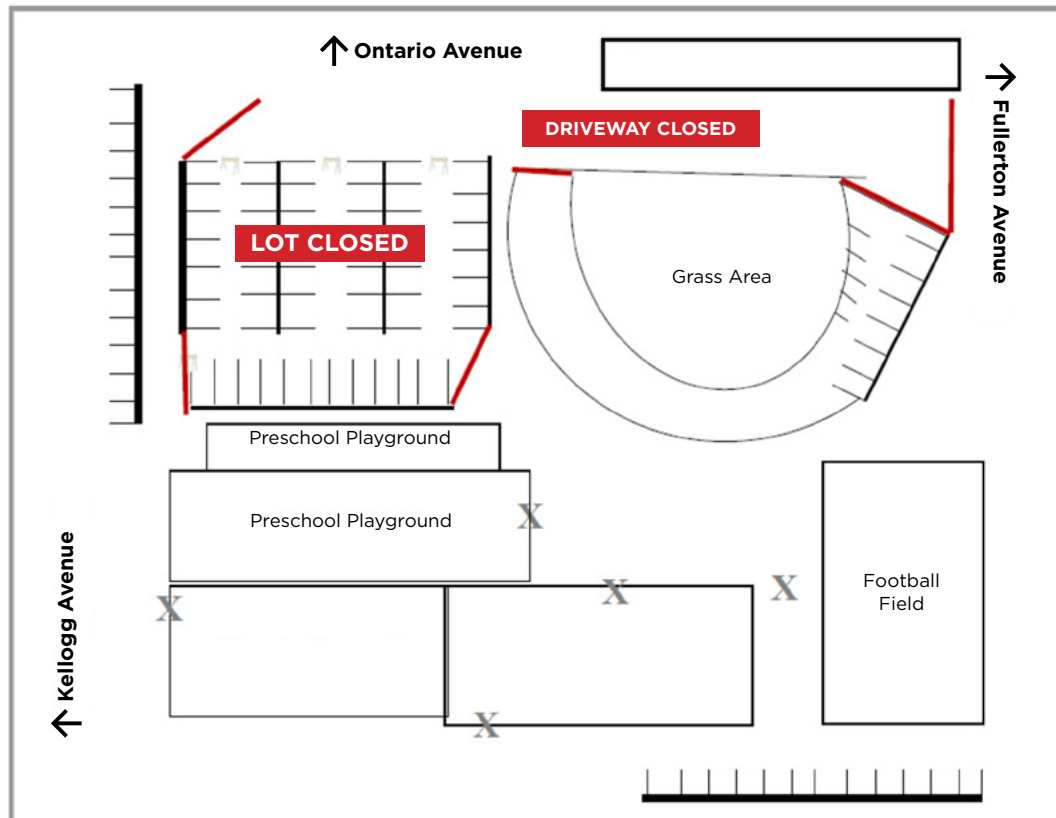 Ontario Avenue
DRIVEWAY CLOSED
Fullerton Avenue
LOT CLOSED
Grass Area
Preschool Playground
Preschool Playground
X
Kellogg Avenue
X
X
X
Football
Field
X